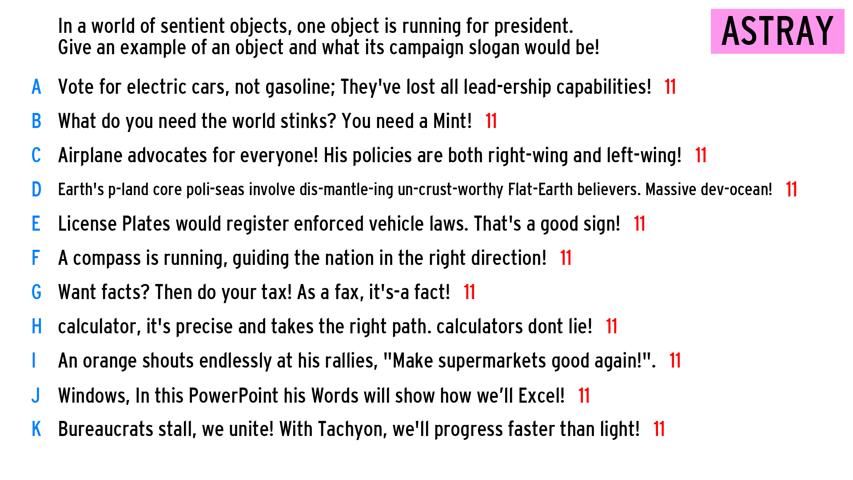 In a world of sentient objects, one object is running for president.
Give an example of an object and what its campaign slogan would be!
ASTRAY
A Vote for electric cars, not gasoline; They've lost all lead-ership capabilities! 11
B What do you need the world stinks? You need a Mint! 11
C Airplane advocates for everyone! His policies are both right-wing and left-wing! 11
D Earth's p-land core poli-seas involve dis-mantle-ing un-crust-worthy Flat-Earth believers. Massive dev-ocean! 11
E License Plates would register enforced vehicle laws. That's a good sign! 11
F A compass is running, guiding the nation in the right direction! 11
G Want facts? Then do your tax! As a fax, it's-a fact! 11
H calculator, it's precise and takes the right path. calculators dont lie! 11
I An orange shouts endlessly at his rallies, "Make supermarkets good again!". 11
J Windows, In this PowerPoint his Words will show how we’ll Excel! 11
K Bureaucrats stall, we unite! With Tachyon, we'll progress faster than light! 11